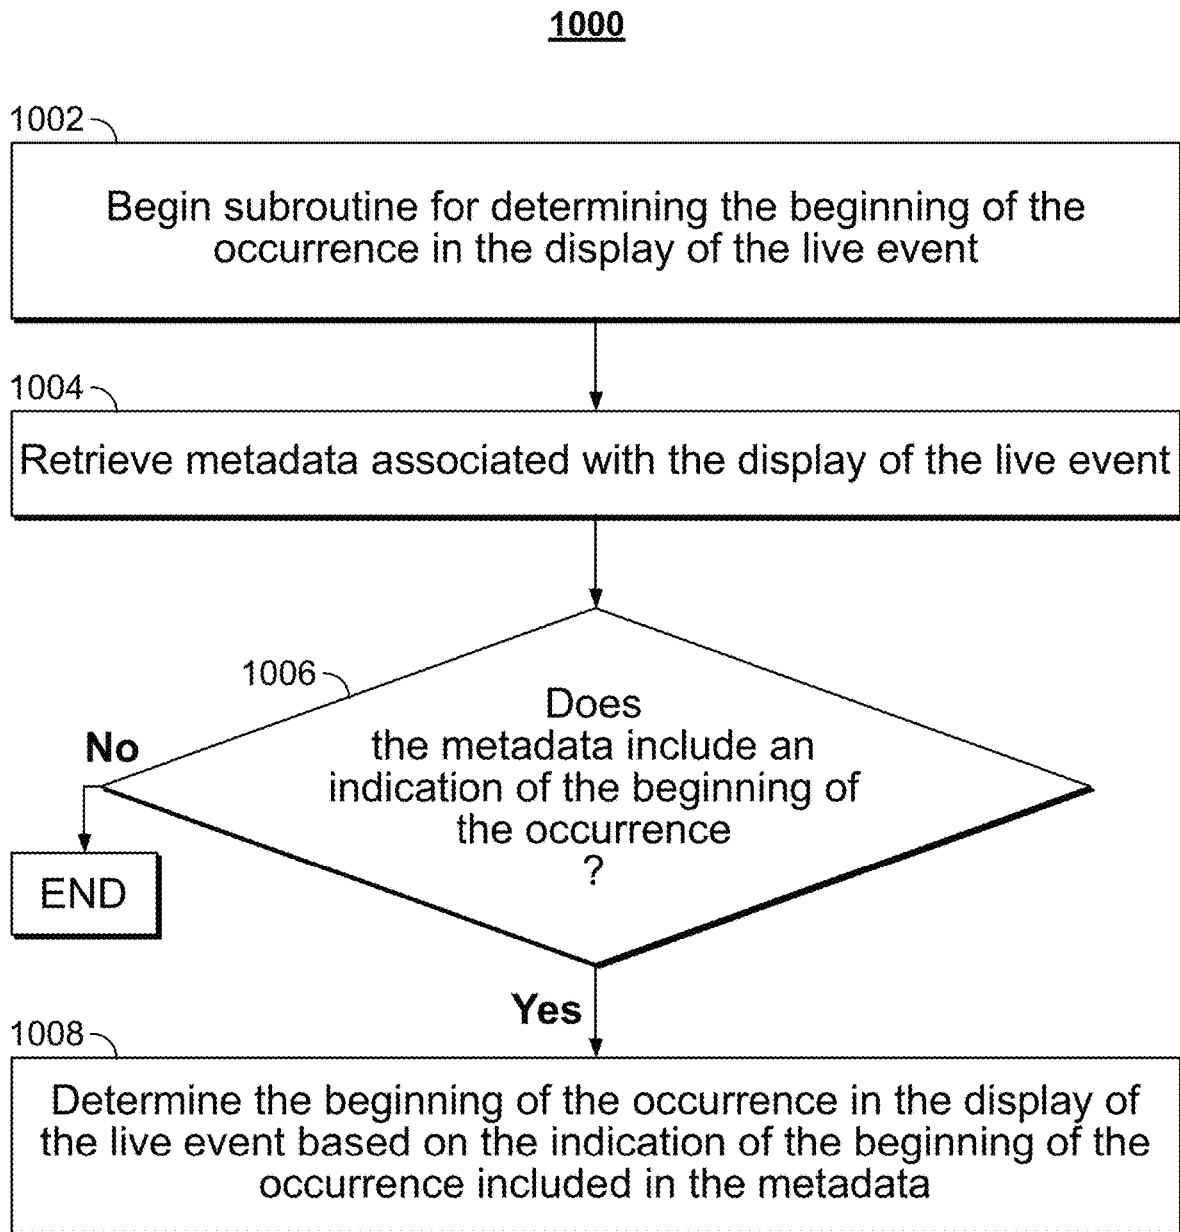 1000
1002
Begin subroutine for determining the beginning of the
occurrence in the display of the live event
1004
Retrieve metadata associated with the display of the live event
1006
Does
the metadata include an
indication of the beginning of
the occurrence
?
No
END
Yes
1008
Determine the beginning of the occurrence in the display of
the live event based on the indication of the beginning of the
occurrence included in the metadata